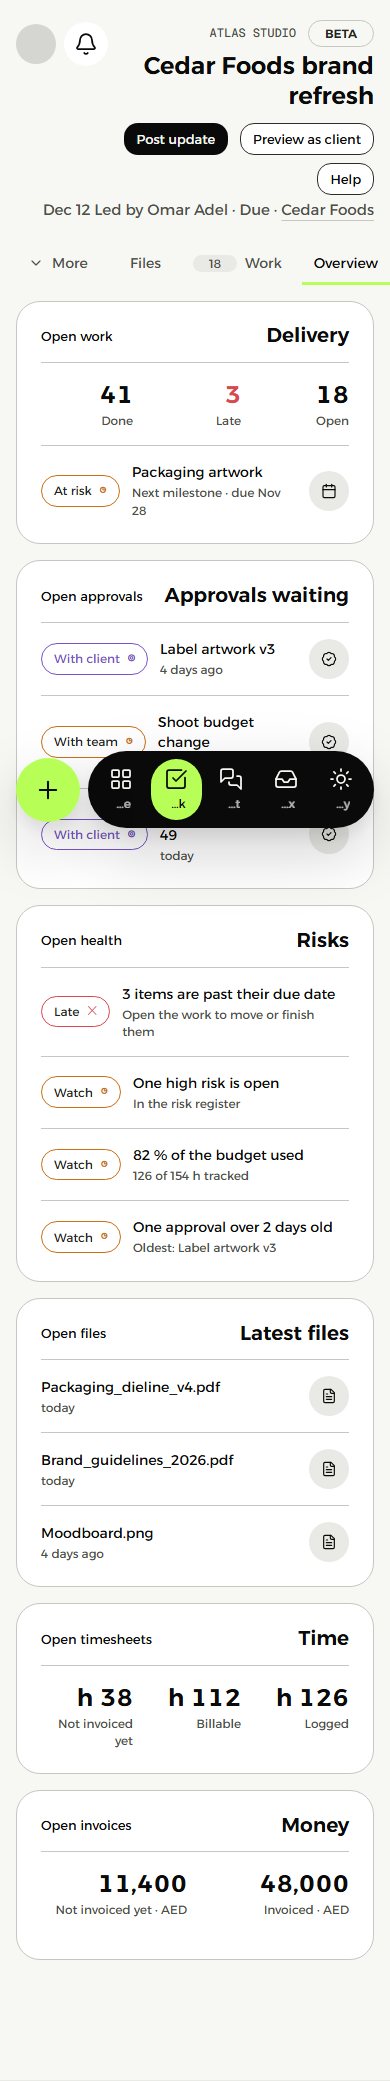 ATLAS STUDIO BETA
Cedar Foods brand
refresh
Post update Preview as client
Help
Dec 12 Led by Omar Adel · Due · Cedar Foods
More Files 18 Work Overview
Open work Delivery
41 3 18
Done Late Open
At risk Packaging artwork
Next milestone · due Nov
28
Open approvals Approvals waiting
With client Label artwork v3
4 days ago
With team Shoot budget
change
...e ...k ...t ...x ...y
With client 49
today
Open health Risks
Late 3 items are past their due date
Open the work to move or finish
them
Watch One high risk is open
In the risk register
Watch 82 % of the budget used
126 of 154 h tracked
Watch One approval over 2 days old
Oldest: Label artwork v3
Open files Latest files
Packaging_dieline_v4.pdf
today
Brand_guidelines_2026.pdf
today
Moodboard.png
4 days ago
Open timesheets Time
h 38 h 112 h 126
Not invoiced Billable Logged
yet
Open invoices Money
11,400 48,000
Not invoiced yet · AED Invoiced · AED